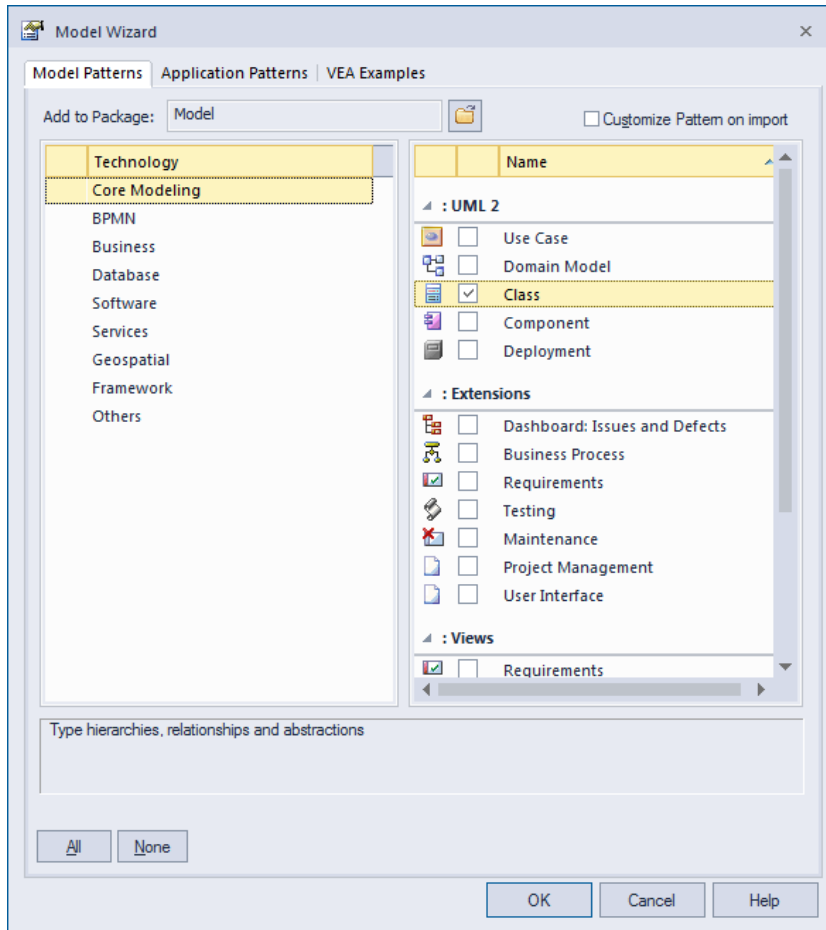 Model Wizard
Model Patterns
Application Patterns
VEA Examples
Add to Package:
Model
Customize Pattern on import
Technology
Core Modeling
BPMN
Business
Database
Software
Services
Geospatial
Framework
Others
Name
: UML 2
Use Case
Domain Model
Class
Component
Deployment
: Extensions
Dashboard: Issues and Defects
Business Process
Requirements
Testing
Maintenance
Project Management
User Interface
: Views
Requirements
Type hierarchies, relationships and abstractions
All
None
OK
Cancel
Help